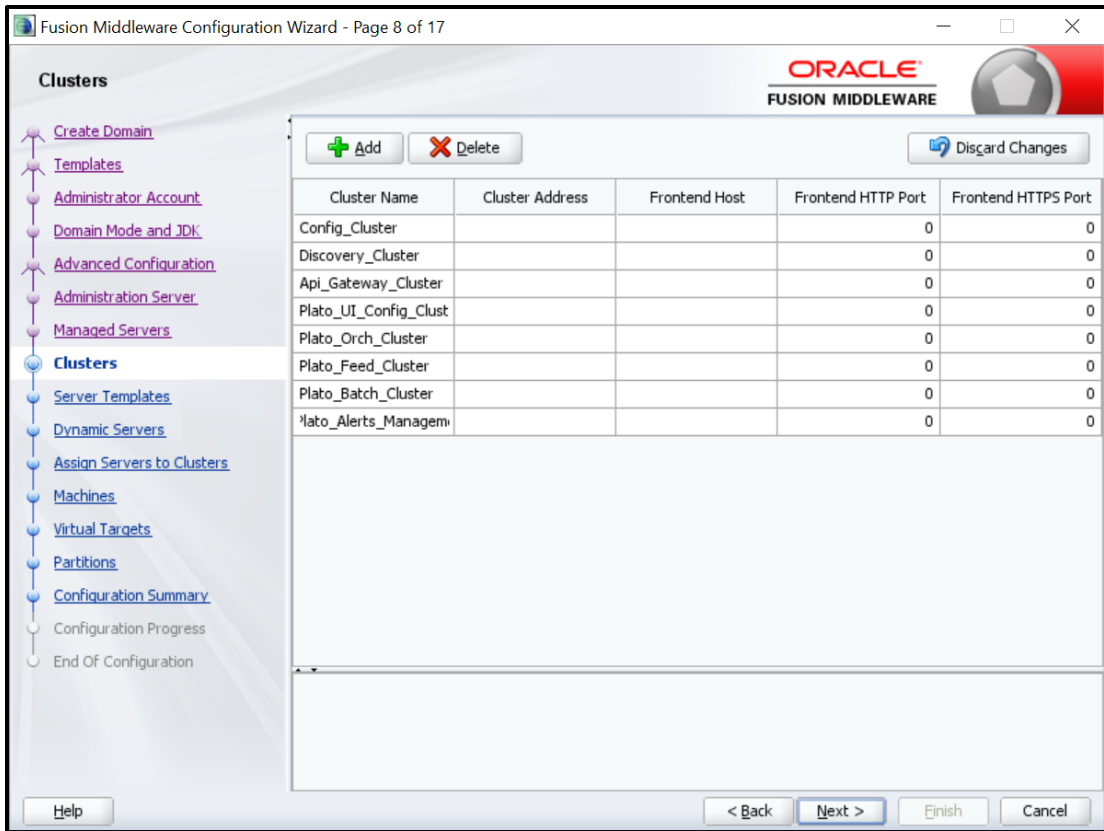 Fusion Middleware Configuration Wizard - Page 8 of 17
Clusters
ORACLE
FUSION MIDDLEWARE
Create Domain
Templates
Administrator Account
Domain Mode and JDK
Advanced Configuration
Administration Server
Managed Servers
Clusters
Server Templates
Dynamic Servers
Assign Servers to Clusters
Machines
Virtual Targets
Partitions
Configuration Summary
Configuration Progress
End Of Configuration
Add Delete Discard Changes
Cluster Name Cluster Address Frontend Host Frontend HTTP Port Frontend HTTPS Port
Config_Cluster 0 0
Discovery_Cluster 0 0
Api_Gateway_Cluster 0 0
Plato_UI_Config_Clust 0 0
Plato_Orch_Cluster 0 0
Plato_Feed_Cluster 0 0
Plato_Batch_Cluster 0 0
Plato_Alerts_Managem 0 0
Help < Back Next > Finish Cancel